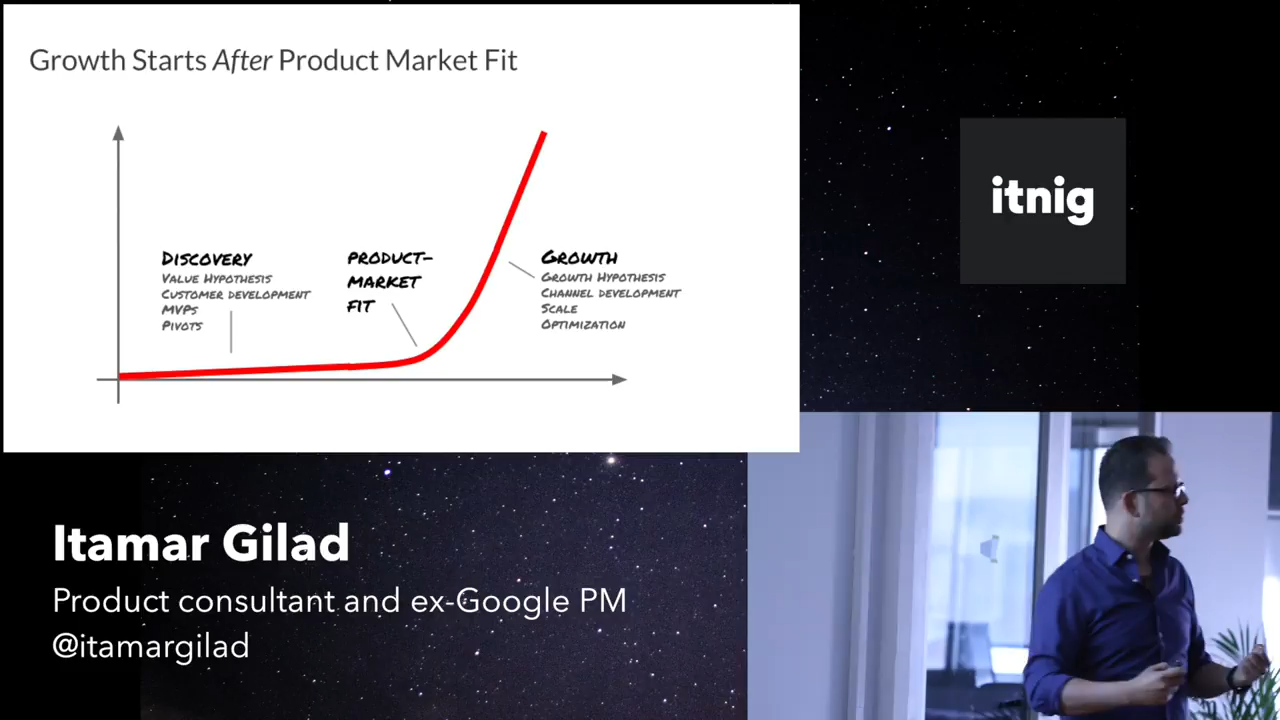 Growth Starts After Product Market Fit
Discovery
Value Hypothesis
Customer development
MVPs
Pivots
Product-
Market
Fit
Growth
Growth Hypothesis
Channel development
Scale
Optimization
itnig
Itamar Gilad
Product consultant and ex-Google PM
@itamargilad